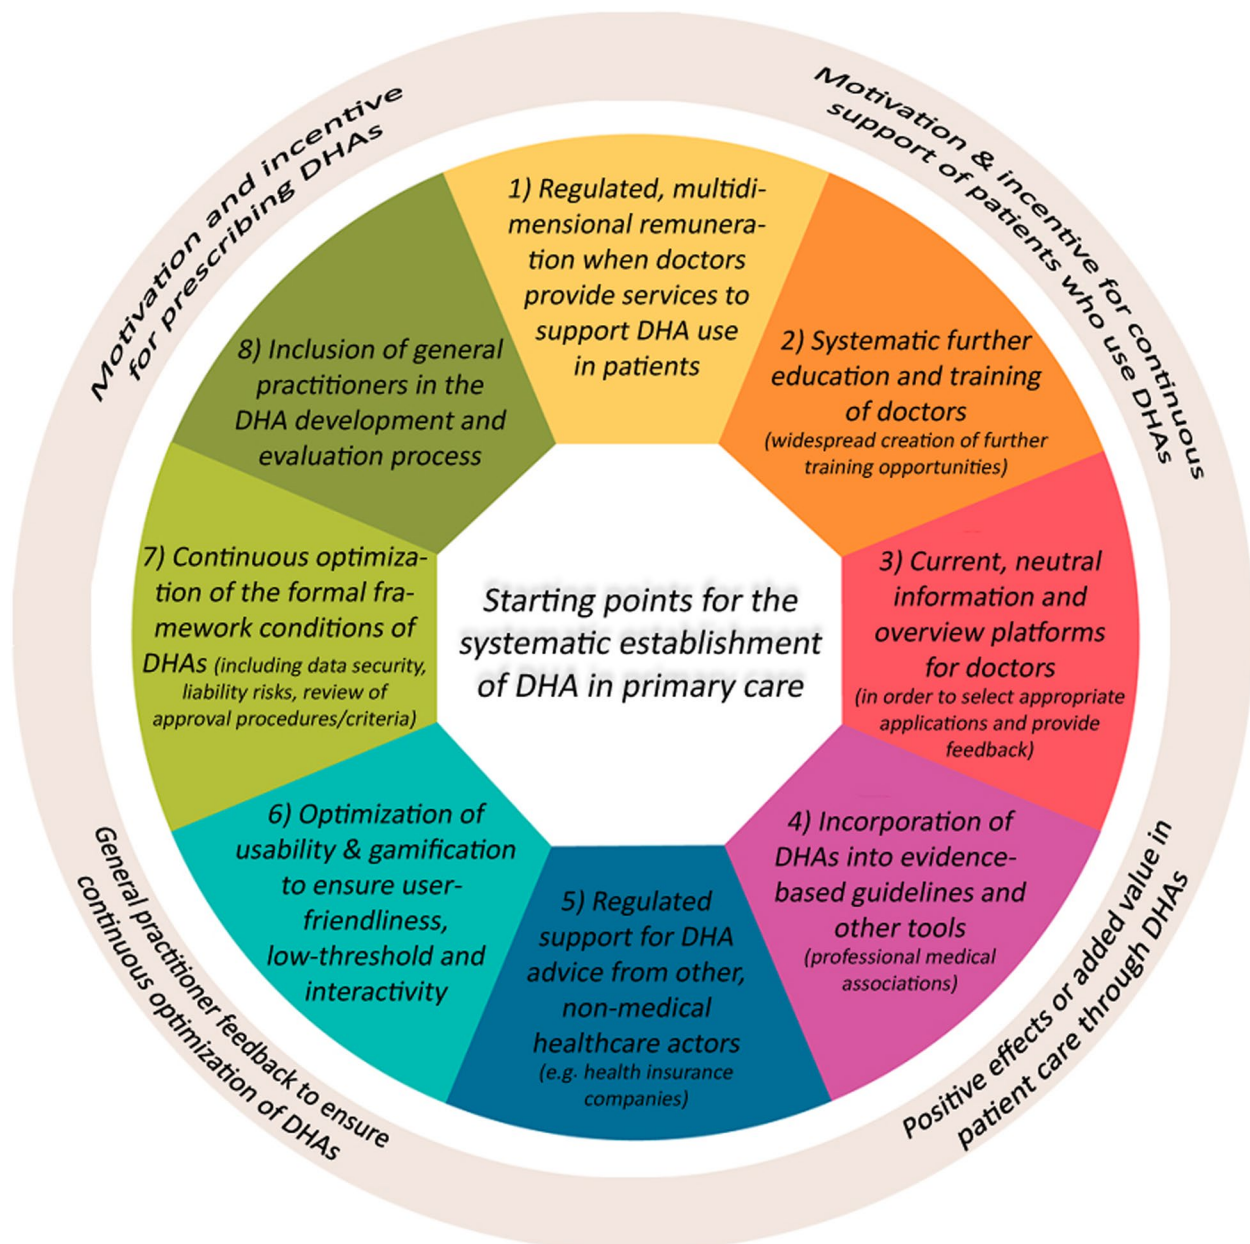 Motivation and incentive
for prescribing DHAs
Motivation & incentive for continuous
support of patients who use DHAs
1) Regulated, multidi-
mensional remunera-
tion when doctors
provide services to
support DHA use
in patients
2) Systematic further
education and training
of doctors
(widespread creation of further
training opportunities)
3) Current, neutral
information and
overview platforms
for doctors
(in order to select appropriate
applications and provide
feedback)
4) Incorporation of
DHAs into evidence-
based guidelines and
other tools
(professional medical
associations)
5) Regulated
support for DHA
advice from other,
non-medical
healthcare actors
(e.g. health insurance
companies)
6) Optimization of
usability & gamification
to ensure user-
friendliness,
low-threshold and
interactivity
7) Continuous optimiza-
tion of the formal fra-
mework conditions of
DHAs (including data security,
liability risks, review of
approval procedures/criteria)
8) Inclusion of general
practitioners in the
DHA development and
evaluation process
Starting points for the
systematic establishment
of DHA in primary care
General practitioner feedback to ensure
continuous optimization of DHAs
Positive effects or added value in
patient care through DHAs